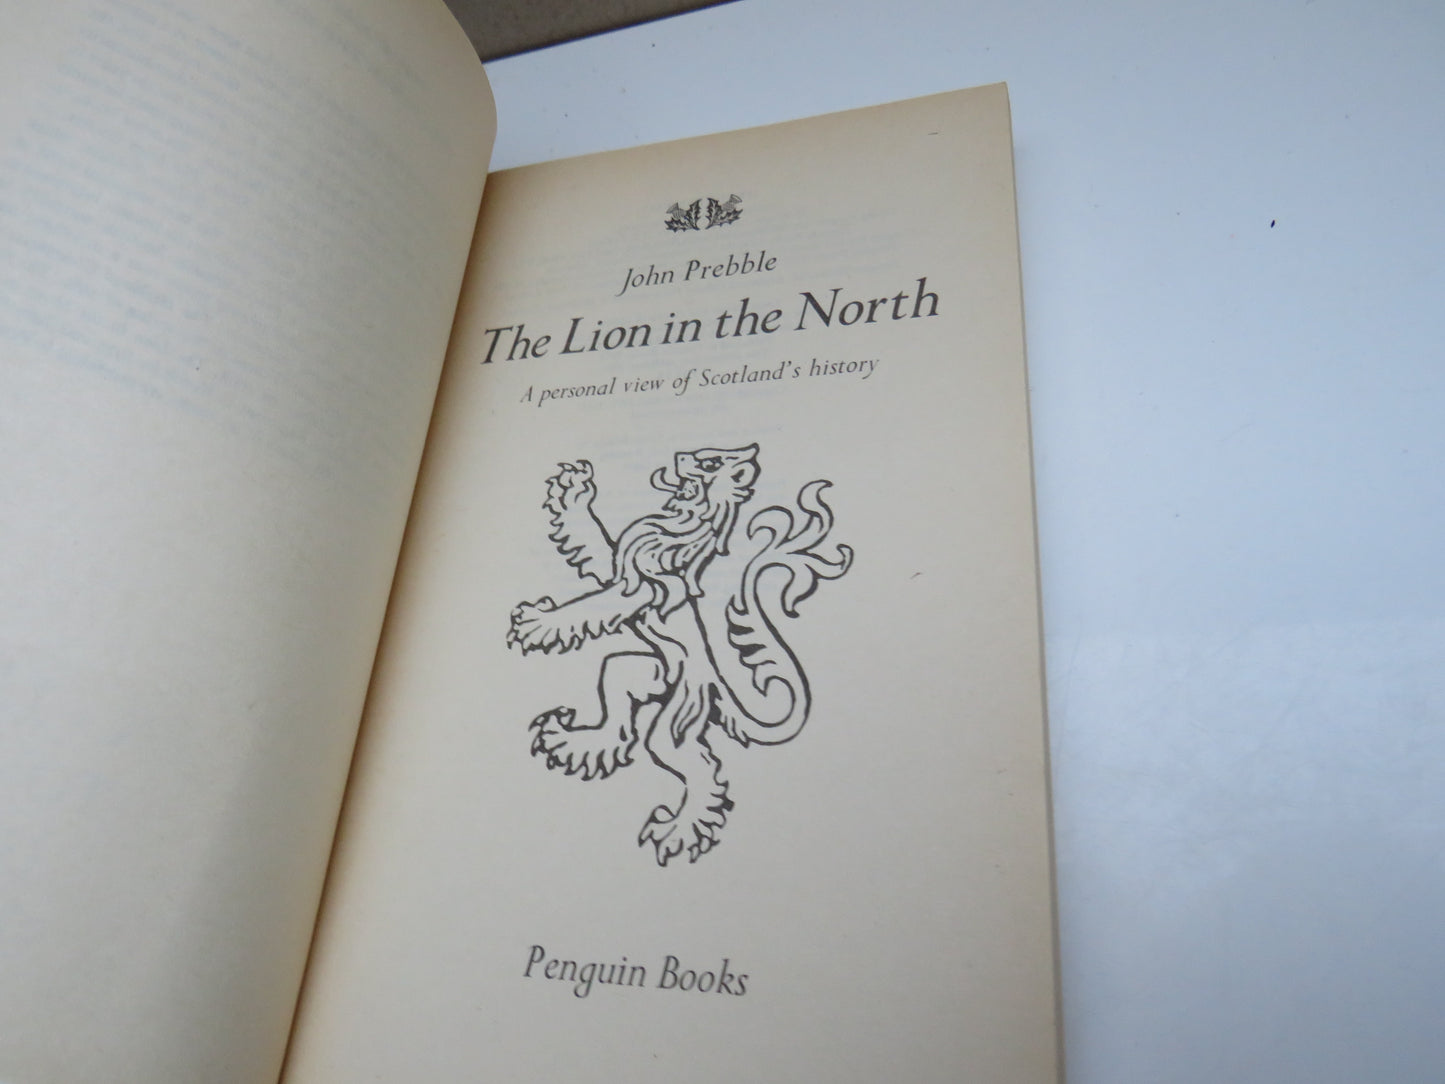 John Prebble
The Lion in the North
A personal view of Scotland's history
Penguin Books